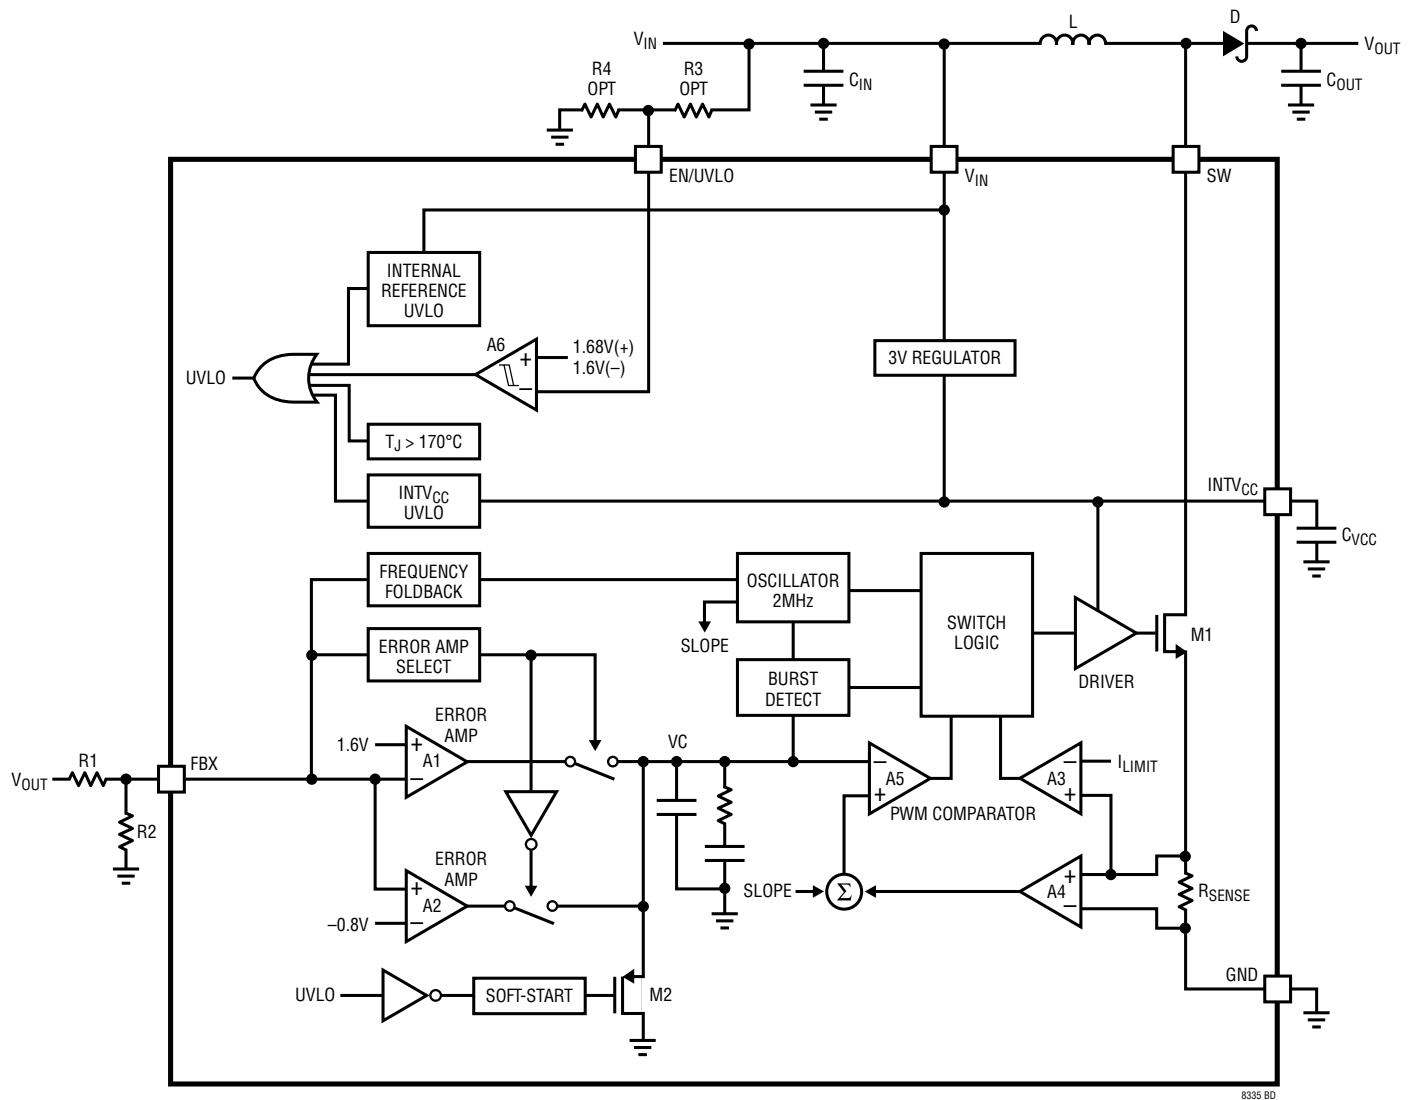 L
D
VIN
VOUT
R4
OPT
R3
OPT
CIN
COUT
EN/UVLO
VIN
SW
INTERNAL
REFERENCE
UVLO
A6
+
−
1.68V(+)
1.6V(–)
3V REGULATOR
UVLO
TJ > 170°C
INTVCC
UVLO
INTVCC
CVCC
FREQUENCY
FOLDBACK
OSCILLATOR
2MHz
SLOPE
SWITCH
LOGIC
M1
DRIVER
ERROR AMP
SELECT
BURST
DETECT
ERROR
AMP
1.6V
+
A1
−
VC
R1
VOUT
FBX
R2
−
A5
+
PWM COMPARATOR
−
A3
+
ILIMIT
ERROR
AMP
+
A2
−
–0.8V
SLOPE
Σ
+
A4
−
RSENSE
GND
UVLO
SOFT-START
M2
8335 BD